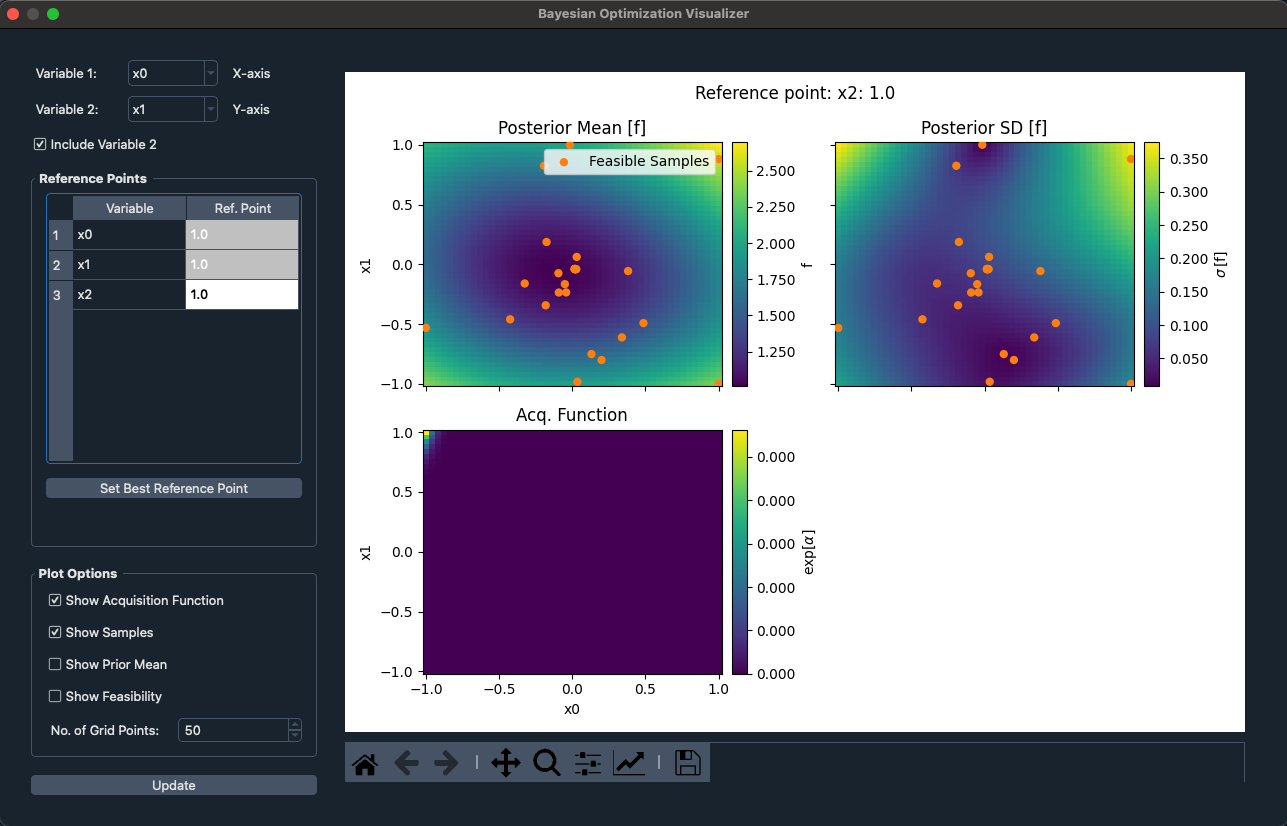 Bayesian Optimization Visualizer
Variable 1: x0 X-axis
Variable 2: x1 Y-axis
Include Variable 2
Reference Points
Variable Ref. Point
1 x0 1.0
2 x1 1.0
3 x2 1.0
Set Best Reference Point
Plot Options
Show Acquisition Function
Show Samples
Show Prior Mean
Show Feasibility
No. of Grid Points: 50
Update
Reference point: x2: 1.0
Posterior Mean [f]
Feasible Samples
1.0
0.5
0.0
−0.5
−1.0
x1
2.500
2.250
2.000
1.750
1.500
1.250
f
Posterior SD [f]
0.350
0.300
0.250
0.200
0.150
0.100
0.050
σ[f]
Acq. Function
1.0
0.5
0.0
−0.5
−1.0
x1
−1.0 −0.5 0.0 0.5 1.0
x0
0.000
0.000
0.000
0.000
0.000
0.000
exp[α]